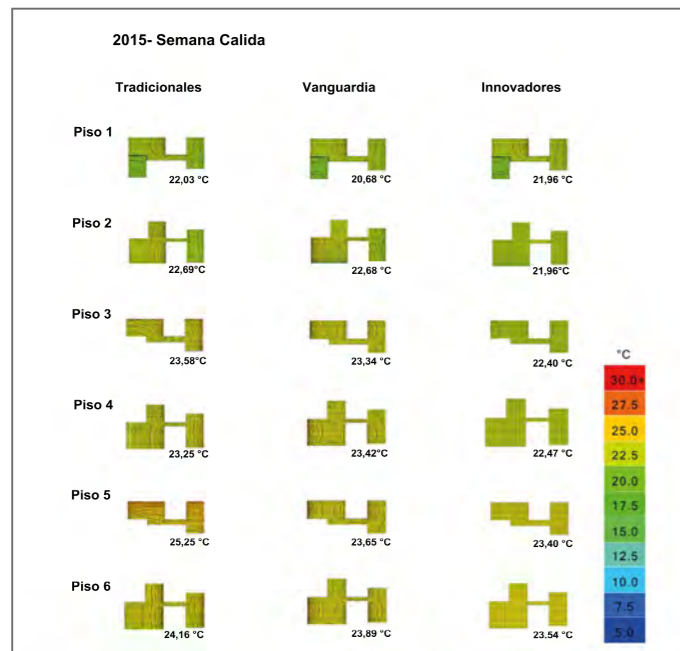 2015- Semana Calida
Tradicionales Vanguardia Innovadores
Piso 1
22,03 °C 20,68 °C 21,96 °C
Piso 2
22,69°C 22,68 °C 21,96°C
Piso 3
23,58°C 23,34 °C 22,40 °C
Piso 4
23,25 °C 23,42°C 22,47 °C
Piso 5
25,25 °C 23,65 °C 23,40 °C
Piso 6
24,16 °C 23,89 °C 23.54 °C
°C
30.0+
27.5
25.0
22.5
20.0
17.5
15.0
12.5
10.0
7.5
5.0